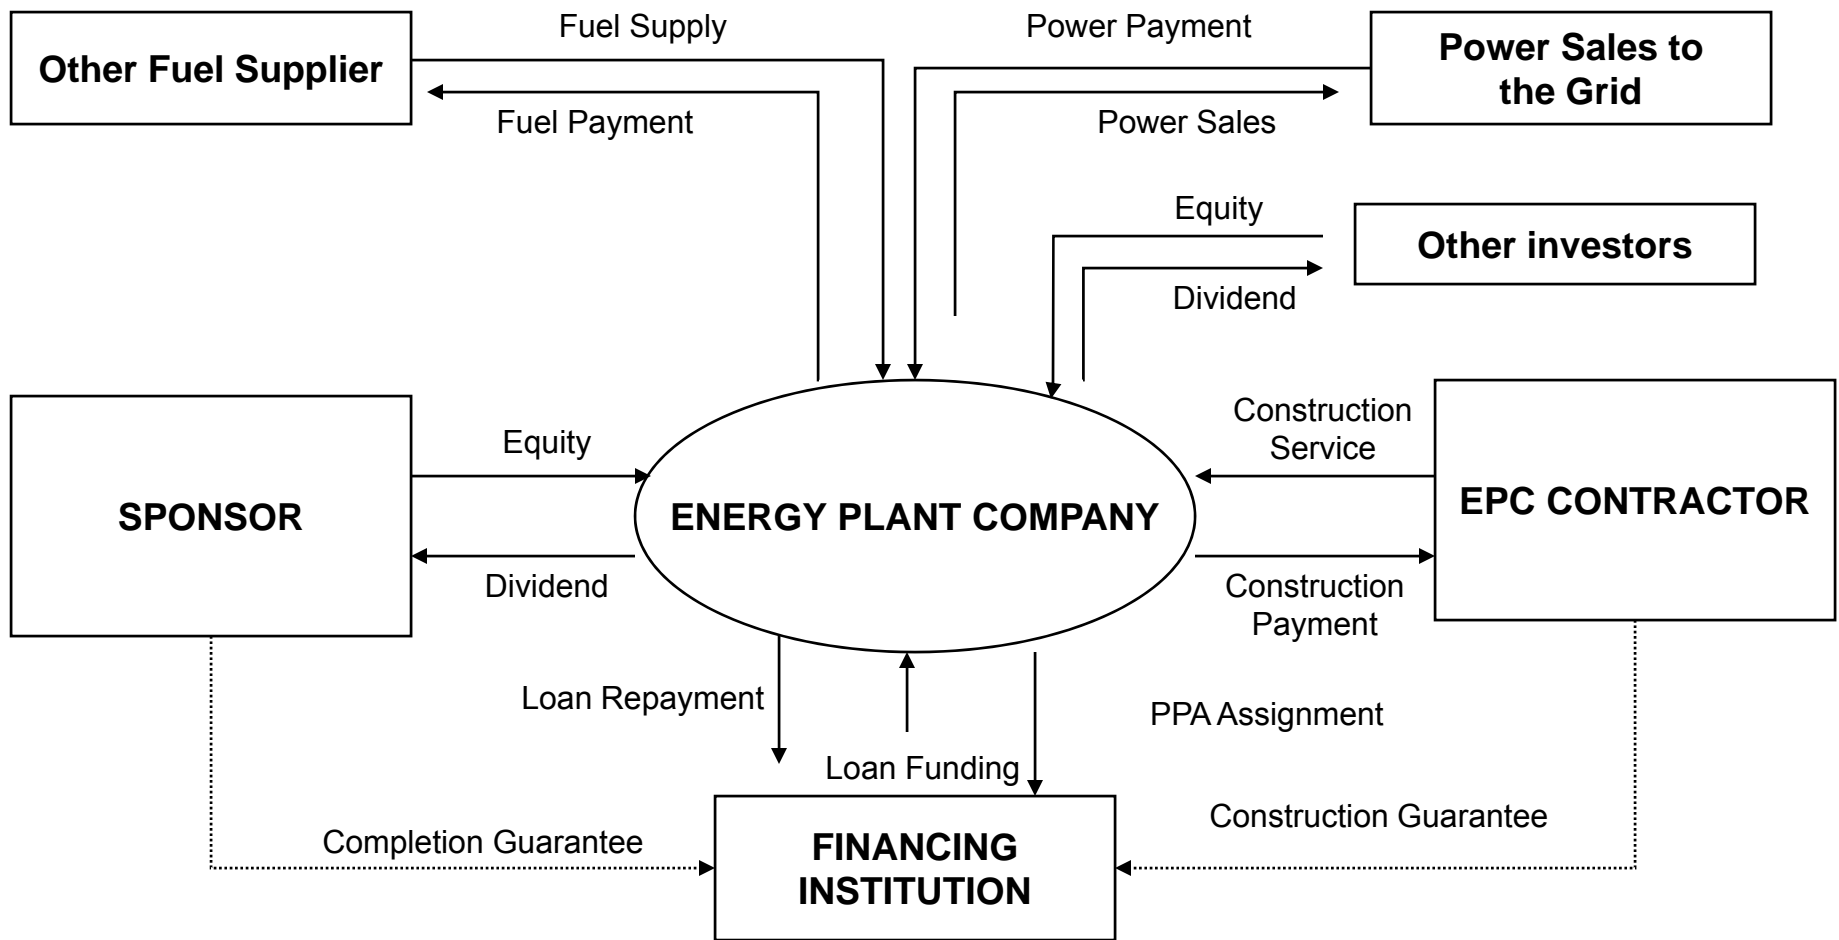 Fuel Supply
Power Payment
Other Fuel Supplier
Power Sales to
the Grid
Fuel Payment
Power Sales
Equity
Other investors
Dividend
Construction
Service
Equity
SPONSOR
ENERGY PLANT COMPANY
EPC CONTRACTOR
Dividend
Construction
Payment
Loan Repayment
PPA Assignment
Loan Funding
Completion Guarantee
Construction Guarantee
FINANCING
INSTITUTION